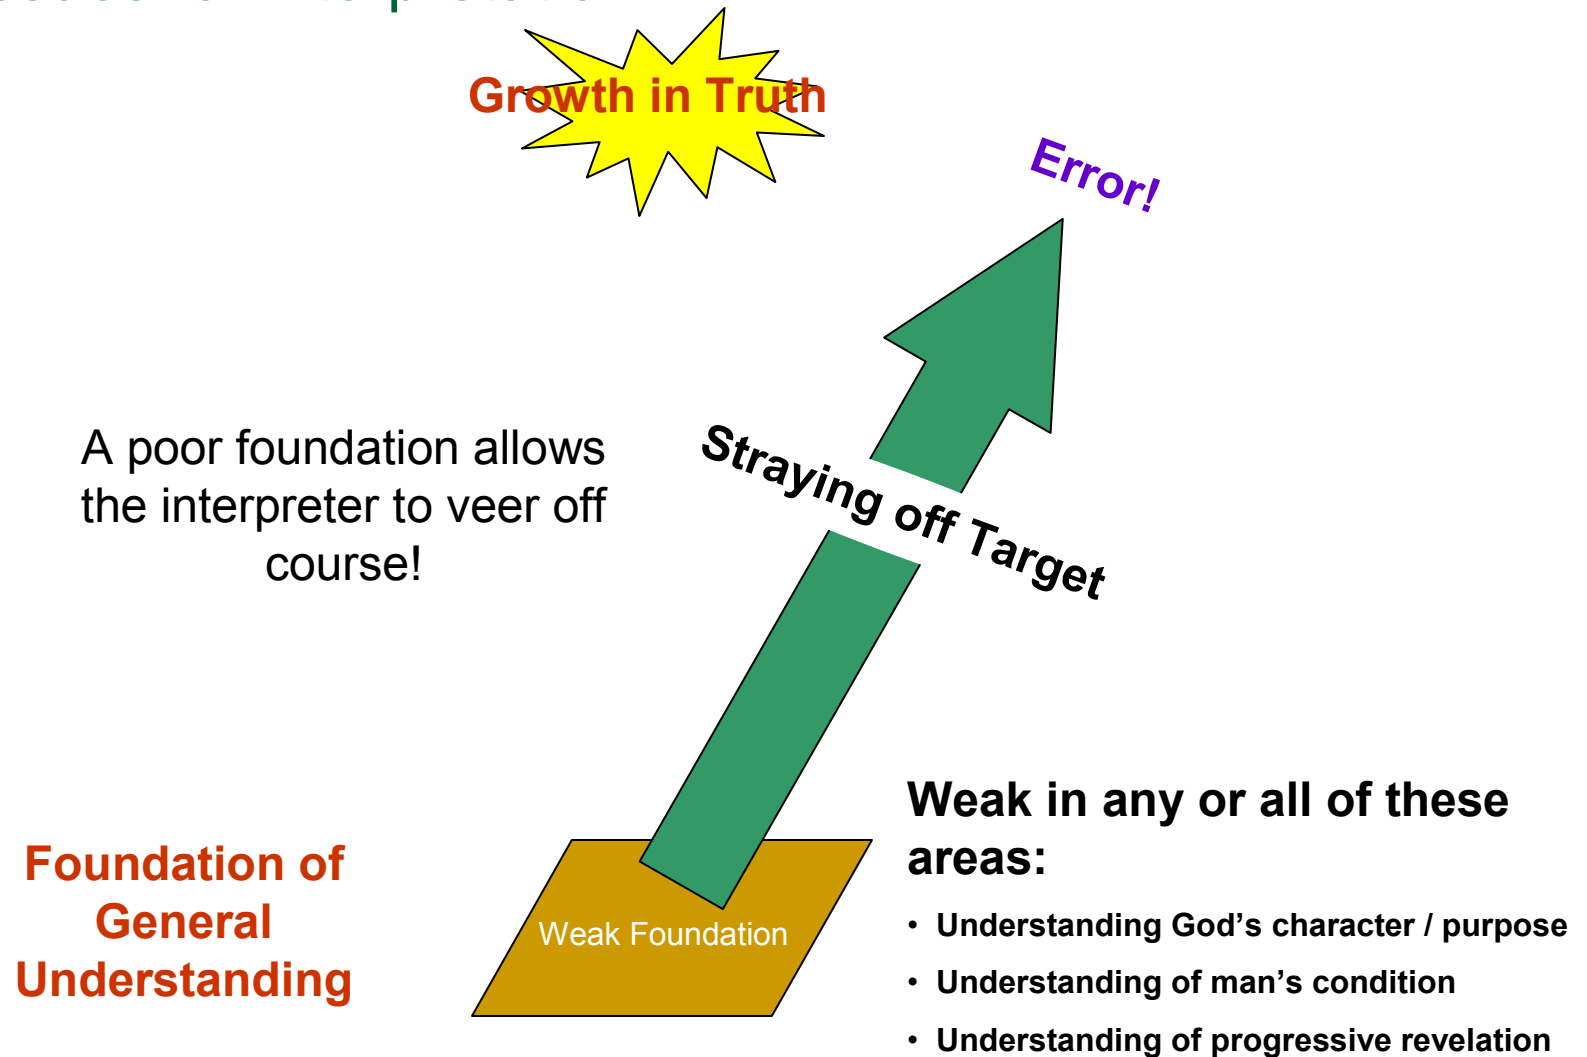 Growth in Truth
Error!
A poor foundation allows
the interpreter to veer off
course!
Straying off Target
Foundation of
General
Understanding
Weak Foundation
Weak in any or all of these
areas:
• Understanding God’s character / purpose
• Understanding of man’s condition
• Understanding of progressive revelation